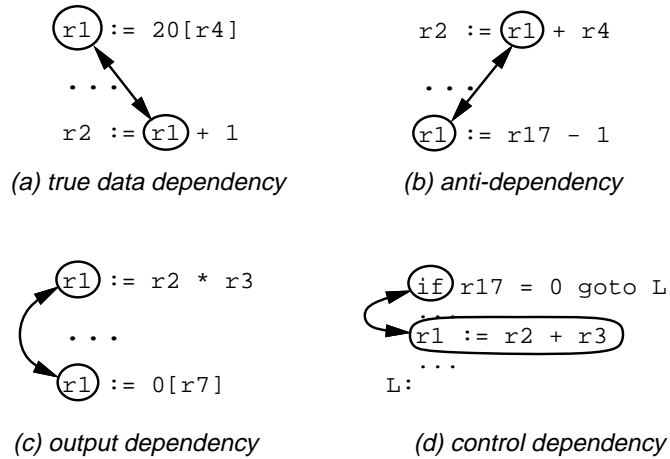 r1 := 20[r4]
...
r2 := r1 + 1
(a) true data dependency
r2 := r1 + r4
...
r1 := r17 - 1
(b) anti-dependency
r1 := r2 * r3
...
r1 := 0[r7]
(c) output dependency
if r17 = 0 goto L
...
r1 := r2 + r3
...
L:
(d) control dependency